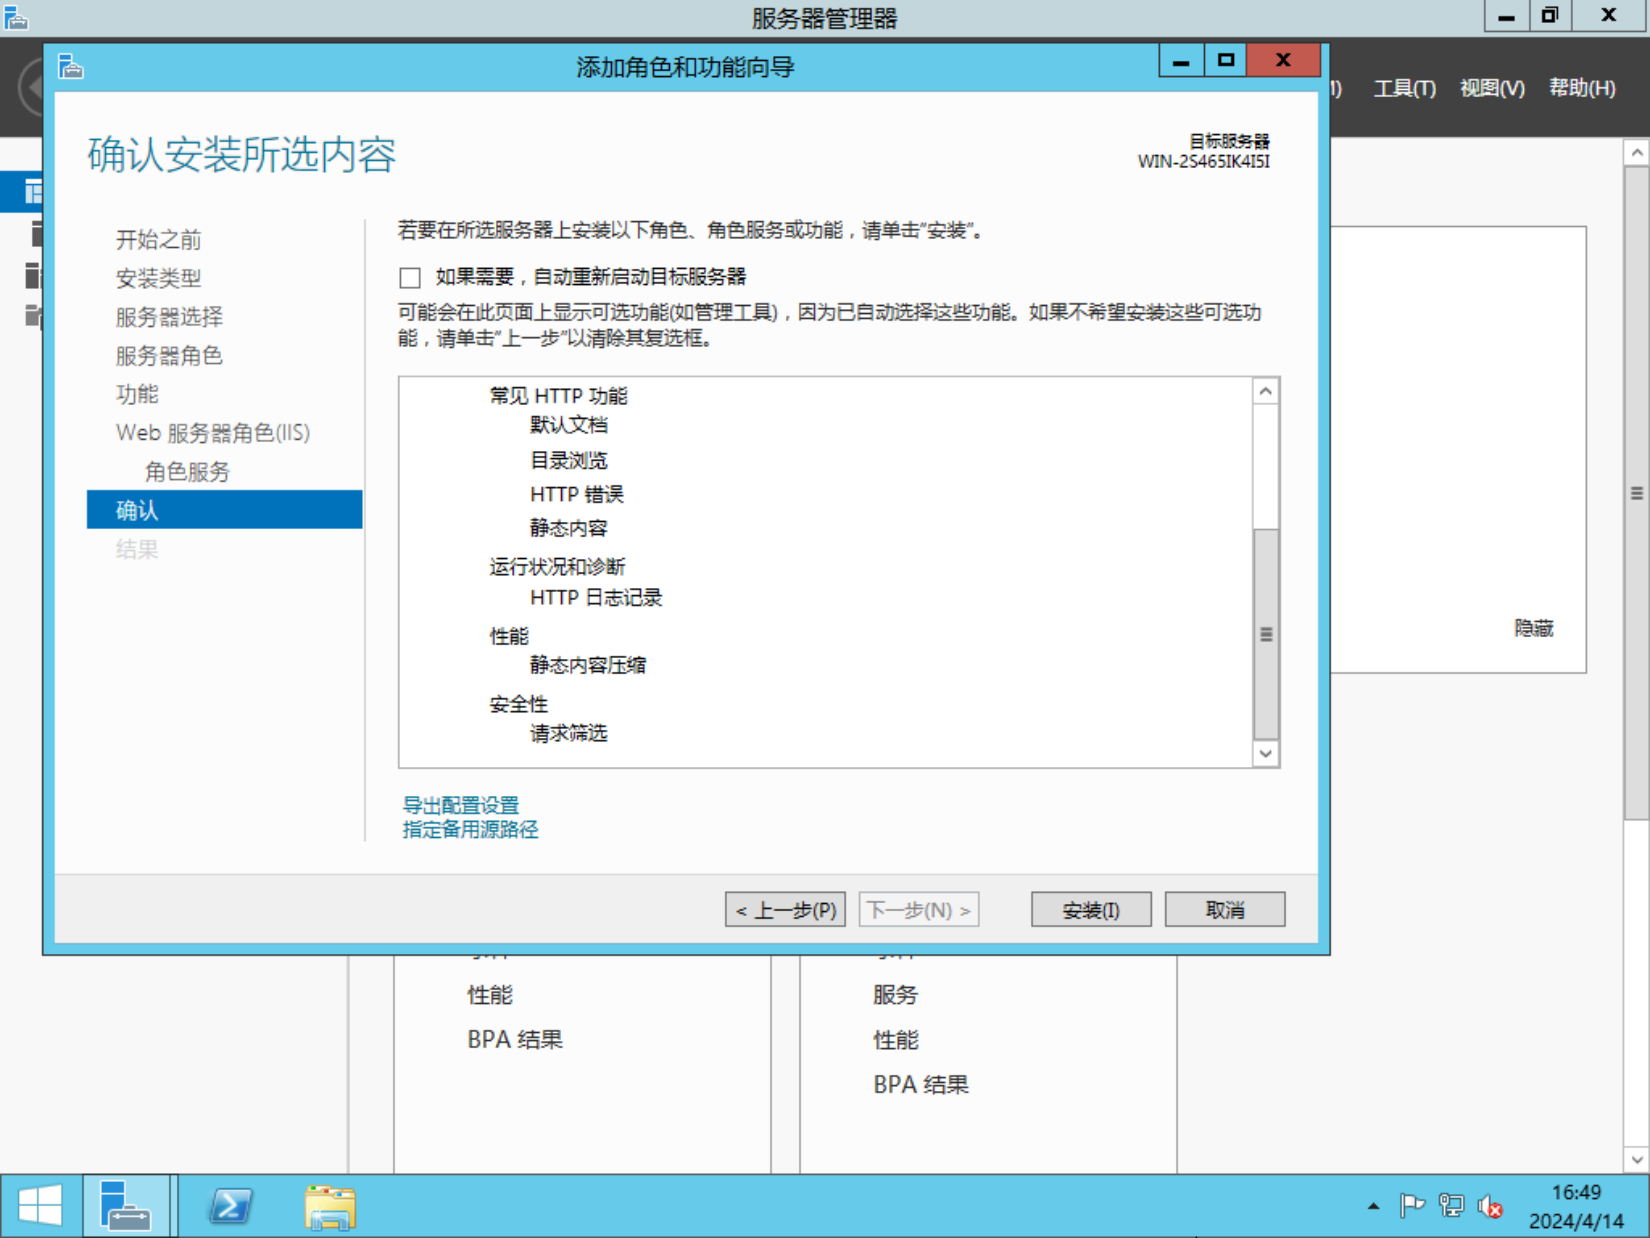 服务器管理器
添加角色和功能向导
工具(T) 视图(V) 帮助(H)
确认安装所选内容
目标服务器
WIN-2S465IK4I5I
开始之前
安装类型
服务器选择
服务器角色
功能
Web 服务器角色(IIS)
角色服务
确认
结果
若要在所选服务器上安装以下角色、角色服务或功能，请单击"安装"。
如果需要，自动重新启动目标服务器
可能会在此页面上显示可选功能(如管理工具)，因为已自动选择这些功能。如果不希望安装这些可选功
能，请单击"上一步"以清除其复选框。
常见 HTTP 功能
默认文档
目录浏览
HTTP 错误
静态内容
运行状况和诊断
HTTP 日志记录
性能
静态内容压缩
安全性
请求筛选
导出配置设置
指定备用源路径
< 上一步(P) 下一步(N) > 安装(I) 取消
隐藏
性能
BPA 结果
服务
性能
BPA 结果
16:49
2024/4/14